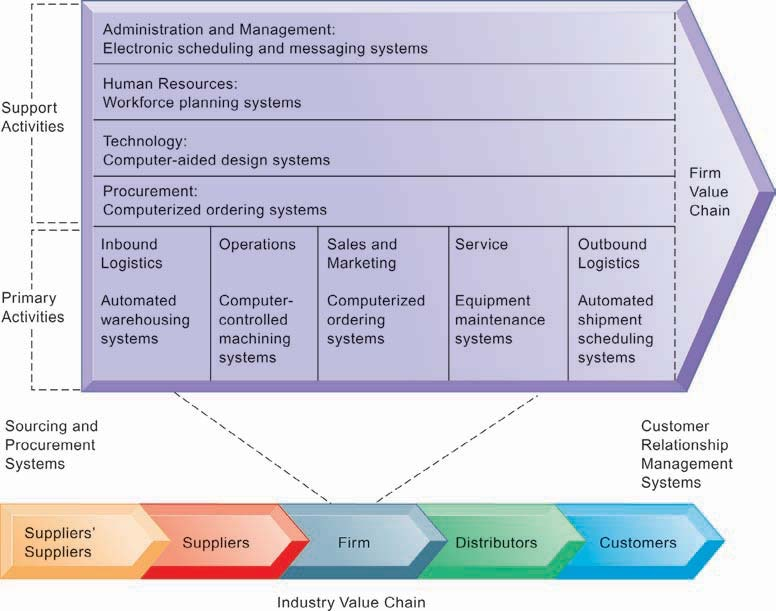 Support
Activities
Administration and Management:
Electronic scheduling and messaging systems
Human Resources:
Workforce planning systems
Technology:
Computer-aided design systems
Procurement:
Computerized ordering systems
Firm
Value
Chain
Primary
Activities
Inbound
Logistics
Automated
warehousing
systems
Operations
Computer-
controlled
machining
systems
Sales and
Marketing
Computerized
ordering
systems
Service
Equipment
maintenance
systems
Outbound
Logistics
Automated
shipment
scheduling
systems
Sourcing and
Procurement
Systems
Customer
Relationship
Management
Systems
Suppliers’
Suppliers
Suppliers
Firm
Distributors
Customers
Industry Value Chain